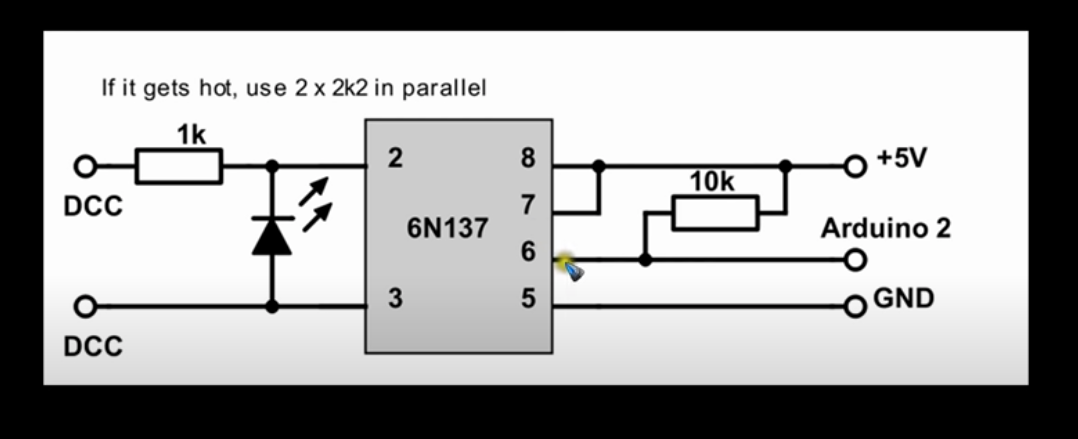 If it gets hot, use 2 x 2k2 in parallel
1k
2
8
+5V
DCC
7
10k
6N137
Arduino 2
6
3
5
GND
DCC